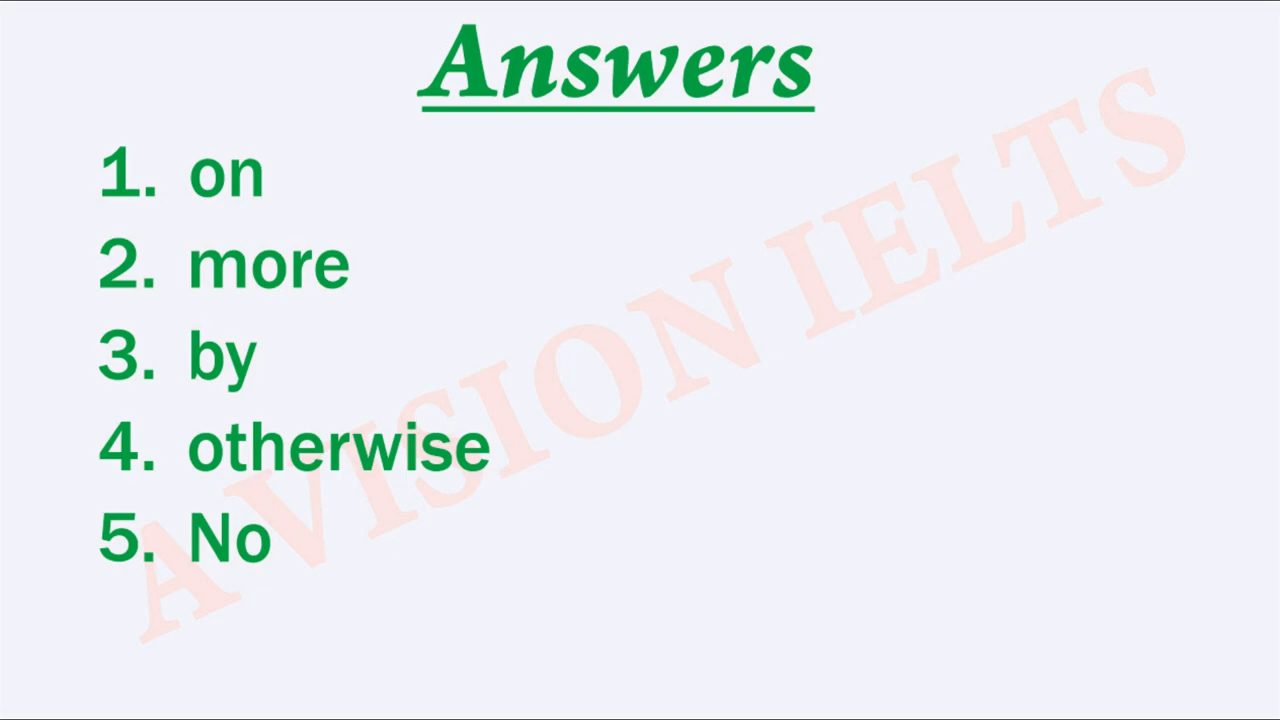 Answers
1. on
2. more
3. by
4. otherwise
5. No
AVISION IELTS